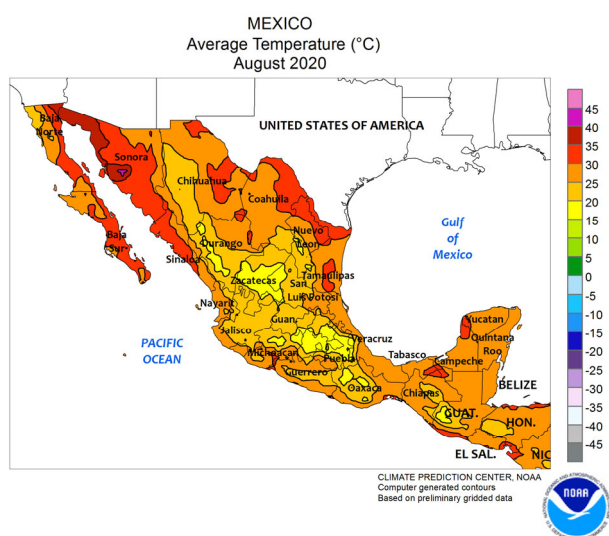 MEXICO
Average Temperature (°C)
August 2020
UNITED STATES OF AMERICA
Baja
Norte
Sonora
Chihuahua
Coahuila
Baja
Sur
Sinaloa
Durango
Nuevo
Leon
Zacatecas
San
Luis Potosi
Tamaulipas
Gulf
of
Mexico
Nayarit
Jalisco
Guan.
Michoacan
Puebla
Veracruz
Guerrero
Oaxaca
Tabasco
Chiapas
Campeche
Yucatan
Quintana
Roo
PACIFIC
OCEAN
BELIZE
GUAT.
HON.
EL SAL.
NIC
45
40
35
30
25
20
15
10
5
0
-5
-10
-15
-20
-25
-30
-35
-40
-45
CLIMATE PREDICTION CENTER, NOAA
Computer generated contours
Based on preliminary gridded data
NOAA